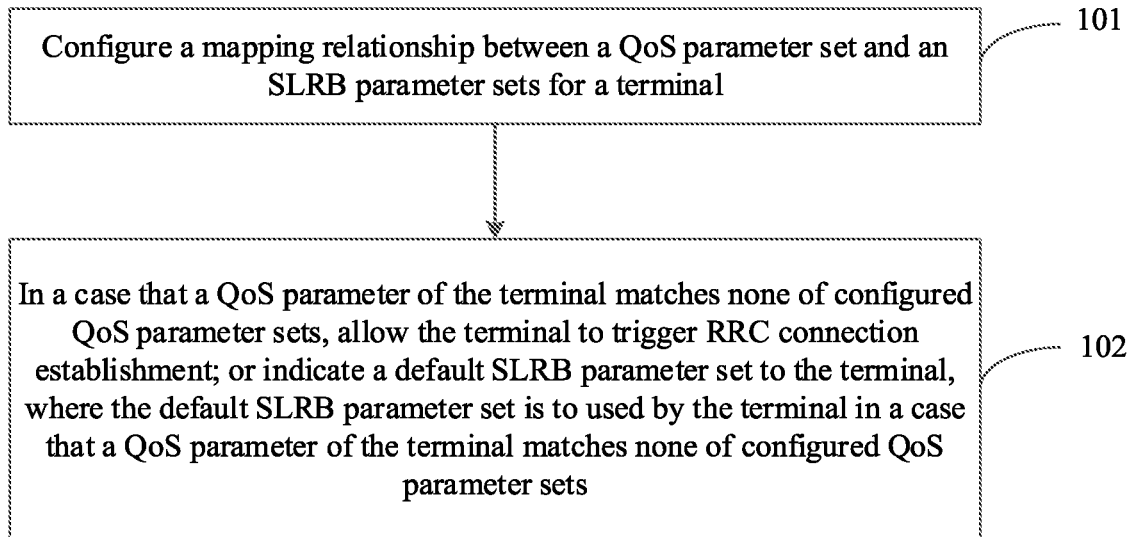 101
Configure a mapping relationship between a QoS parameter set and an
SLRB parameter sets for a terminal
In a case that a QoS parameter of the terminal matches none of configured
QoS parameter sets, allow the terminal to trigger RRC connection
establishment; or indicate a default SLRB parameter set to the terminal,
where the default SLRB parameter set is to used by the terminal in a case
that a QoS parameter of the terminal matches none of configured QoS
parameter sets
102